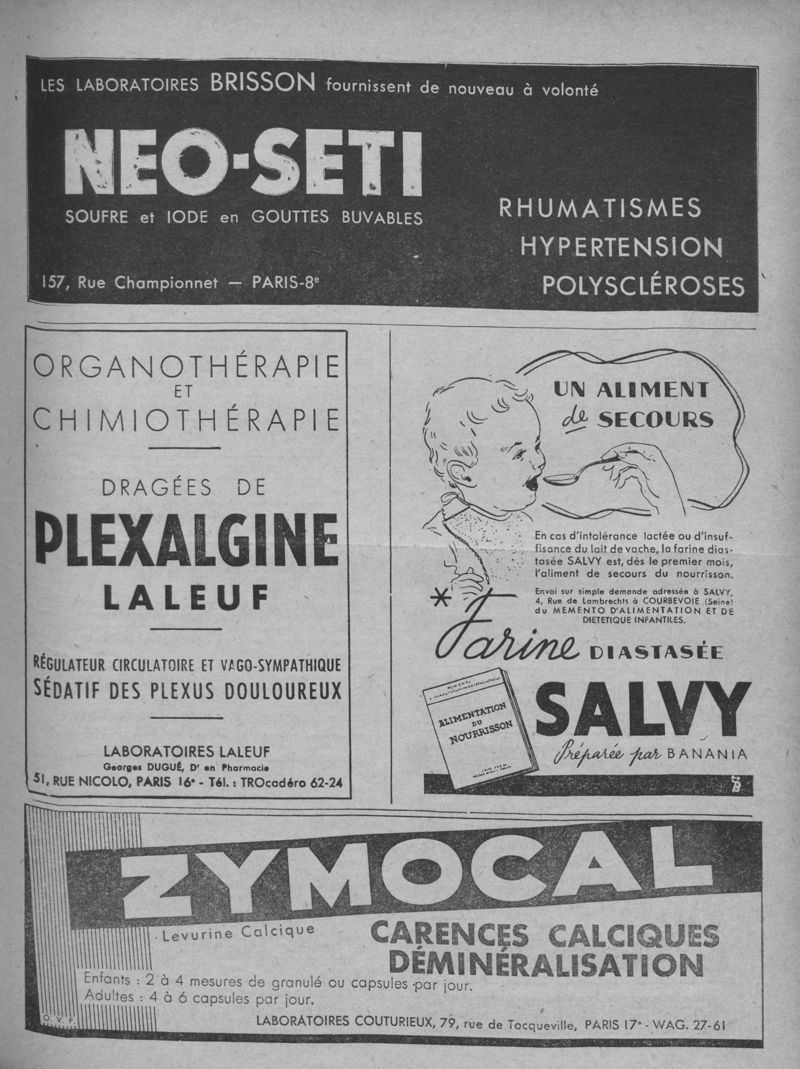 LES LABORATOIRES BRISSON fournissent de nouveau à volonté
NEO-SETI
SOUFRE et IODE en GOUTTES BUVABLES
RHUMATISMES
HYPERTENSION
POLYSCLÉROSES
157, Rue Championnet — PARIS-8e
ORGANOTHÉRAPIE
ET
CHIMIOTHÉRAPIE
DRAGÉES DE
PLEXALGINE
LALEUF
RÉGULATEUR CIRCULATOIRE ET VAGO-SYMPATHIQUE
SÉDATIF DES PLEXUS DOULOUREUX
LABORATOIRES LALEUF
Georges DUGUÉ, Dr en Pharmacie
51, RUE NICOLO, PARIS 16e - Tél. : TROcadéro 62-24
UN ALIMENT
de SECOURS
En cas d'intolérance lactée ou d'insuf-
fisance du lait de vache, la farine dias-
tasée SALVY est, dès le premier mois,
l'aliment de secours du nourrisson.
Envoi sur simple demande adressée à SALVY,
4, Rue de Lambrechts à COURBEVOIE (Seine)
du MEMENTO D'ALIMENTATION ET DE
DIETETIQUE INFANTILES.
* Farine DIASTASÉE
SALVY
Préparée par BANANIA
ALIMENTATION
DU
NOURRISSON
ZYMOCAL
Levurine Calcique
CARENCES CALCIQUES
DÉMINÉRALISATION
Enfants : 2 à 4 mesures de granulé ou capsules par jour.
Adultes : 4 à 6 capsules par jour.
O. V. P.
LABORATOIRES COUTURIEUX, 79, rue de Tocqueville, PARIS 17e - WAG. 27-61